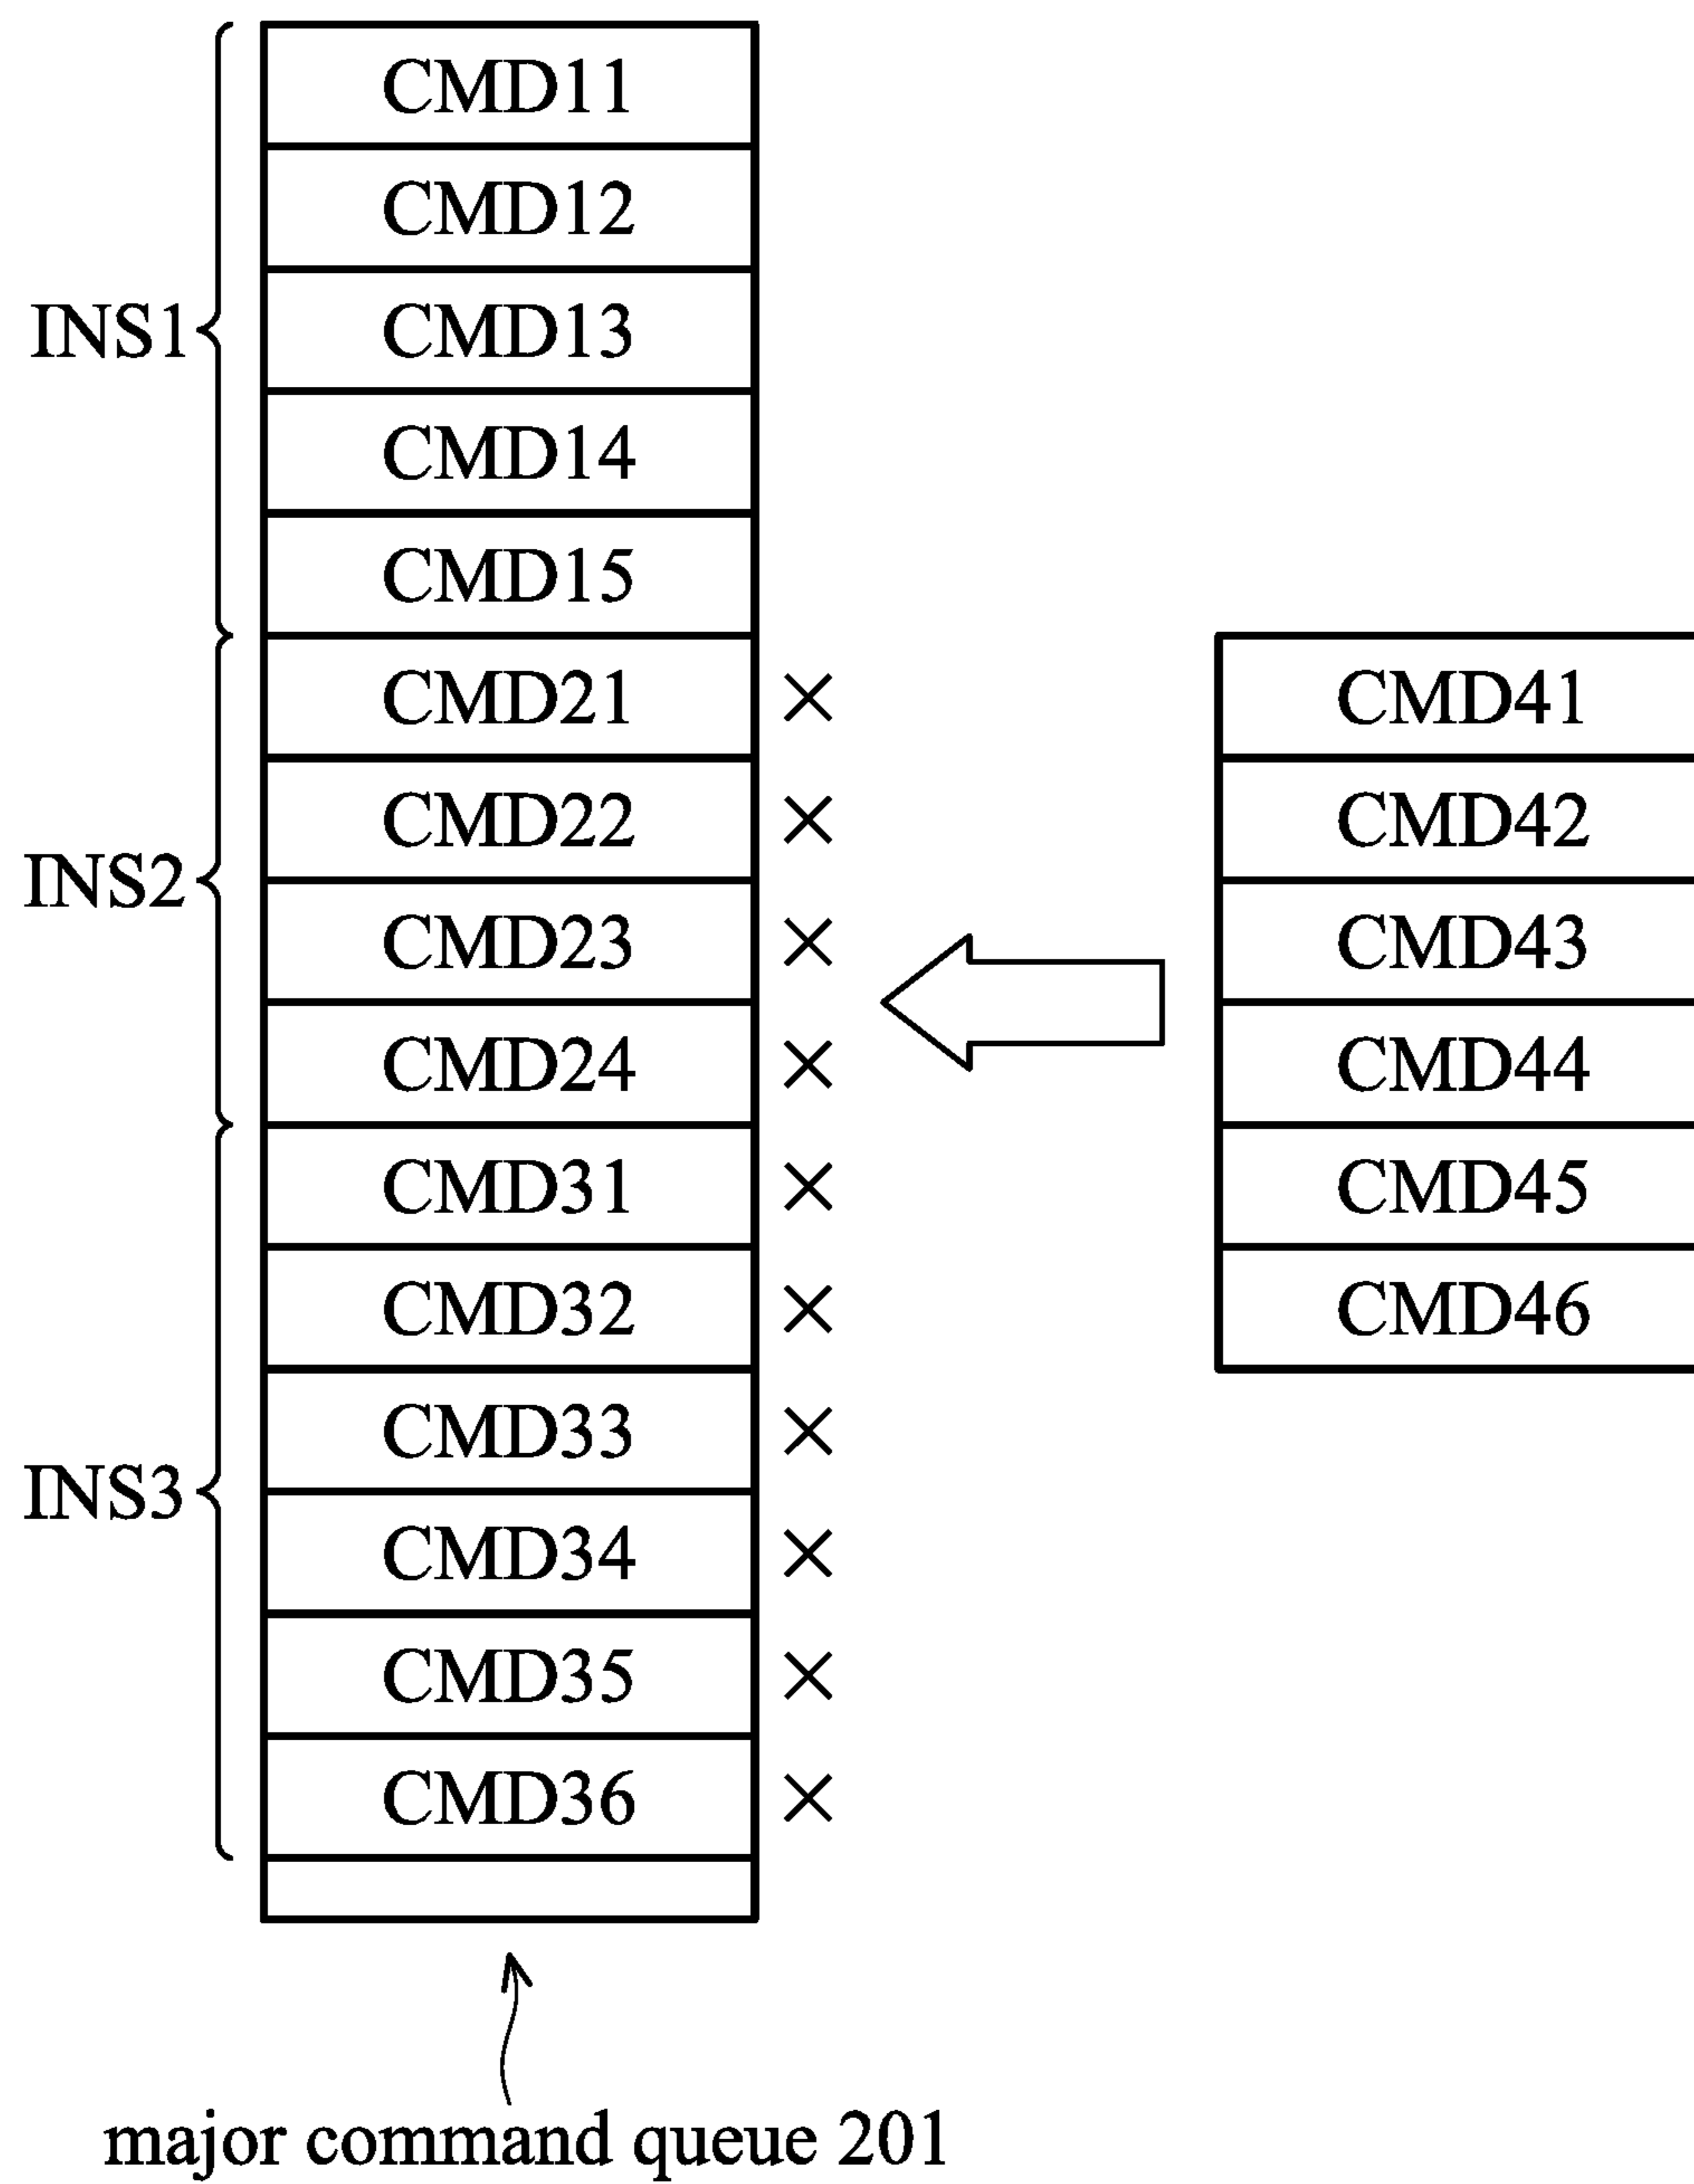 CMD11
CMD12
INS1
CMD13
CMD14
CMD15
CMD21 ×
CMD22 ×
INS2
CMD23 ×
CMD24 ×
CMD31 ×
CMD32 ×
CMD33 ×
INS3
CMD34 ×
CMD35 ×
CMD36 ×
CMD41
CMD42
CMD43
CMD44
CMD45
CMD46
major command queue 201